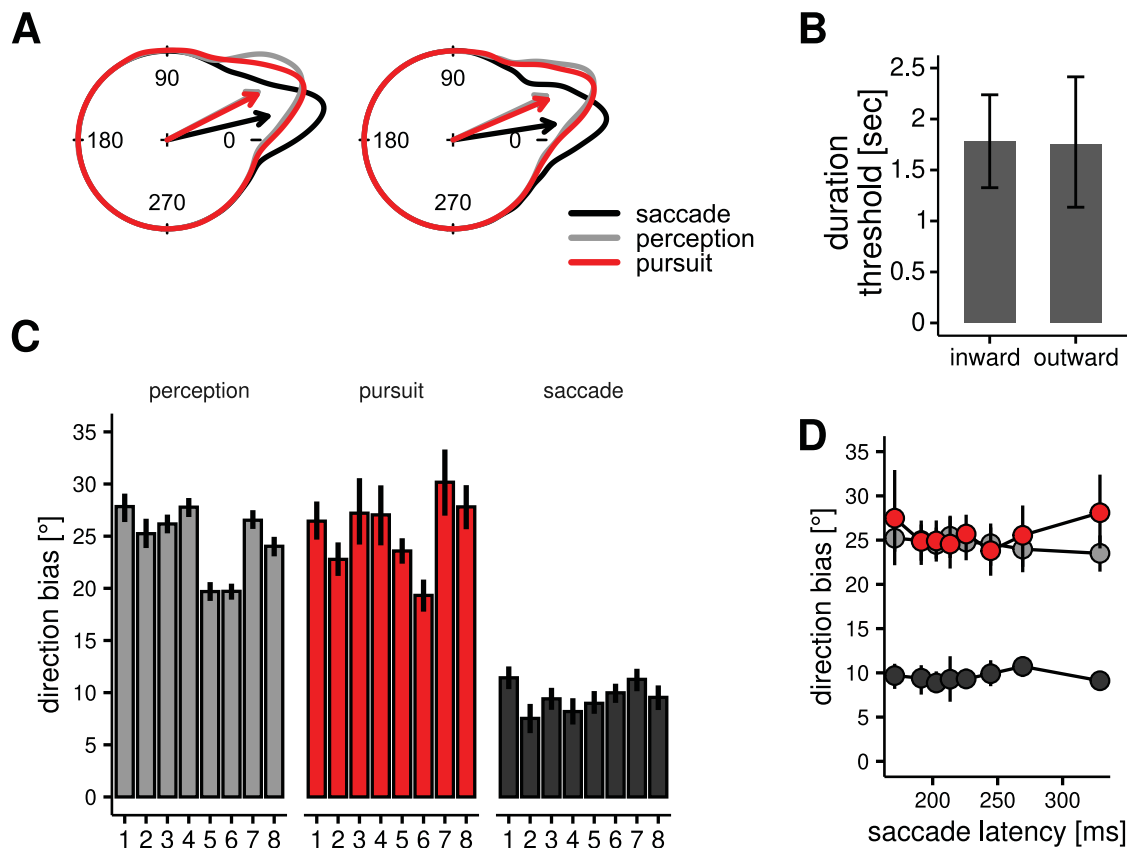 A
90
180
0
270
90
180
0
270
saccade
perception
pursuit
B
duration
threshold [sec]
2.5
2
1.5
1
0.5
0
inward outward
C
perception pursuit saccade
direction bias [°]
35
30
25
20
15
10
5
0
1 2 3 4 5 6 7 8 1 2 3 4 5 6 7 8 1 2 3 4 5 6 7 8
D
direction bias [°]
35
30
25
20
15
10
5
0
200 250 300
saccade latency [ms]